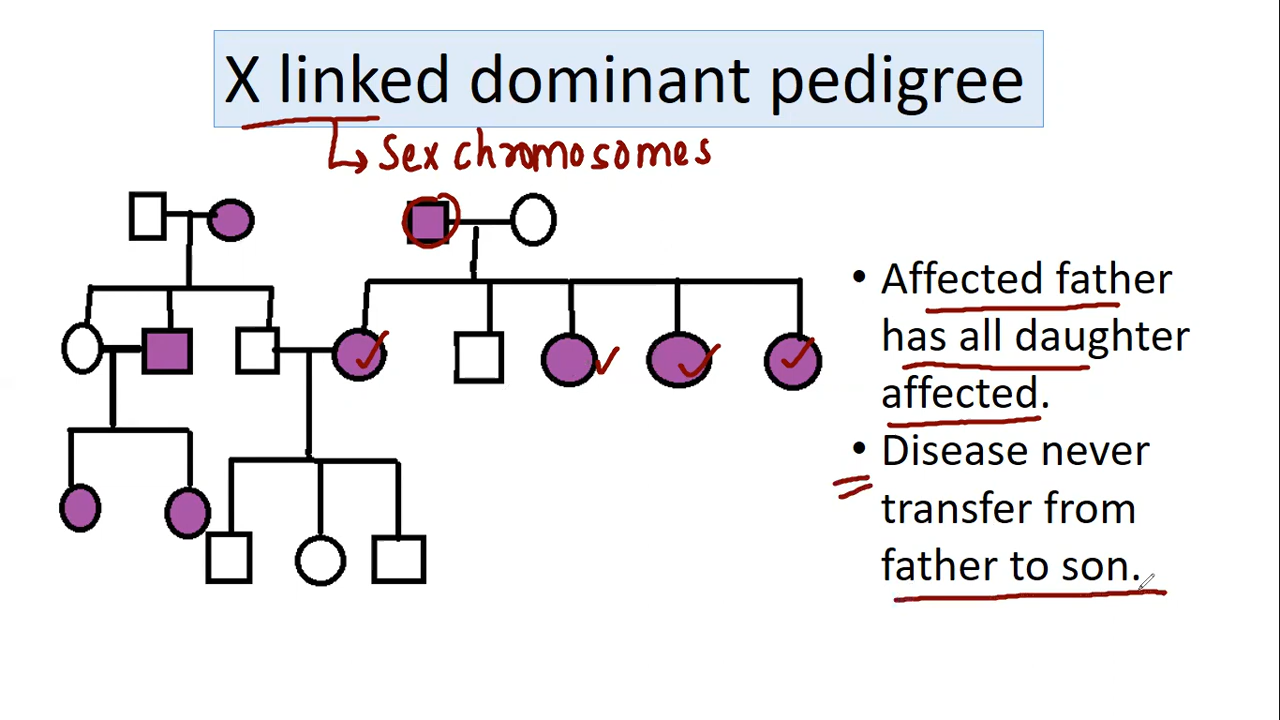 X linked dominant pedigree
Sex chromosomes
• Affected father
has all daughter
affected.
• Disease never
transfer from
father to son.